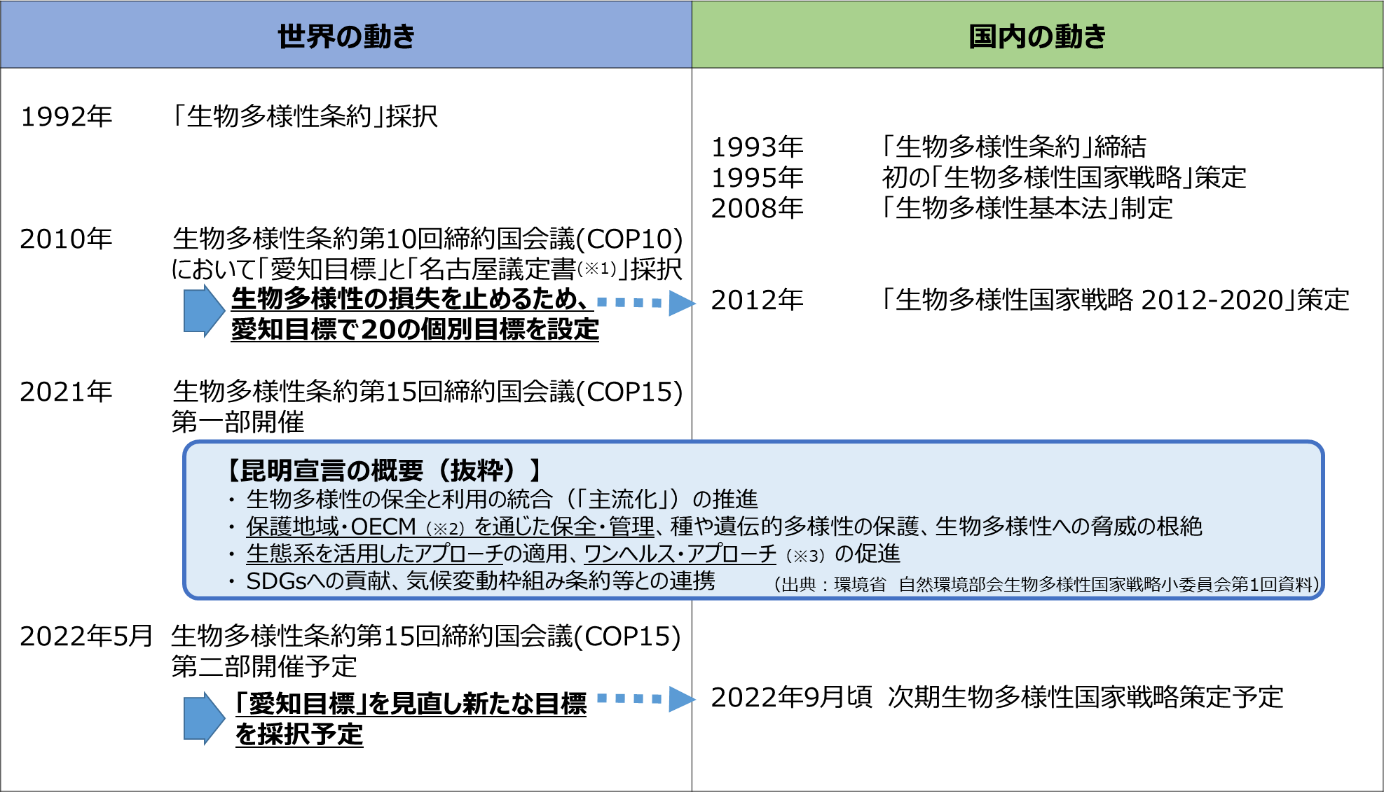 世界の動き
国内の動き
1992年 「生物多様性条約」採択
1993年 「生物多様性条約」締結
1995年 初の「生物多様性国家戦略」策定
2008年 「生物多様性基本法」制定
2010年 生物多様性条約第10回締約国会議(COP10)
において「愛知目標」と「名古屋議定書(※1)」採択
生物多様性の損失を止めるため、
愛知目標で20の個別目標を設定
2012年 「生物多様性国家戦略 2012-2020」策定
2021年 生物多様性条約第15回締約国会議(COP15)
第一部開催
【昆明宣言の概要（抜粋）】
・ 生物多様性の保全と利用の統合（「主流化」）の推進
・ 保護地域・OECM（※2）を通じた保全・管理、種や遺伝的多様性の保護、生物多様性への脅威の根絶
・ 生態系を活用したアプローチの適用、ワンヘルス・アプローチ（※3）の促進
・ SDGsへの貢献、気候変動枠組み条約等との連携 （出典：環境省 自然環境部会生物多様性国家戦略小委員会第1回資料）
2022年5月 生物多様性条約第15回締約国会議(COP15)
第二部開催予定
「愛知目標」を見直し新たな目標
を採択予定
2022年9月頃 次期生物多様性国家戦略策定予定